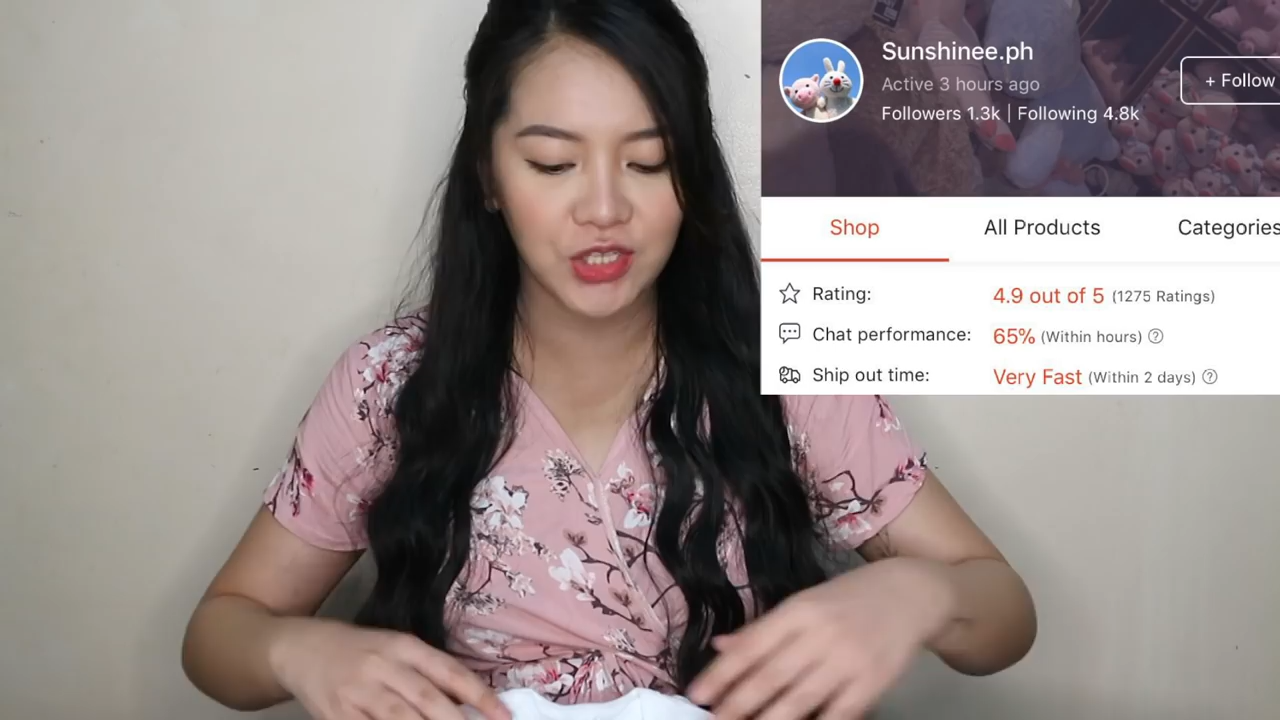 Sunshinee.ph
Active 3 hours ago
+ Follow
Followers 1.3k | Following 4.8k
Shop
All Products
Categories
Rating: 4.9 out of 5 (1275 Ratings)
Chat performance: 65% (Within hours) ?
Ship out time: Very Fast (Within 2 days) ?